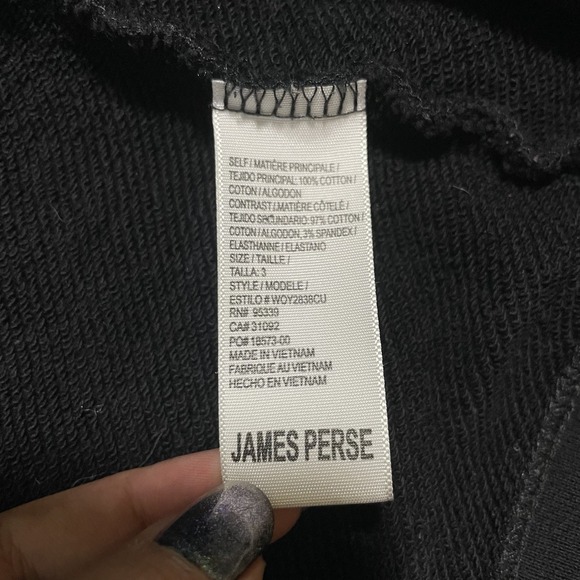 SELF / MATIÈRE PRINCIPALE /
TEJIDO PRINCIPAL: 100% COTTON /
COTON / ALGODON
CONTRAST / MATIÈRE CÔTELÉ /
TEJIDO SECUNDARIO: 97% COTTON /
COTON / ALGODON, 3% SPANDEX /
ELASTHANNE / ELASTANO
SIZE / TAILLE /
TALLA: 3
STYLE / MODELE /
ESTILO # WOY2838CU
RN# 95339
CA# 31092
PO# 18573-00
MADE IN VIETNAM
FABRIQUE AU VIETNAM
HECHO EN VIETNAM
JAMES PERSE